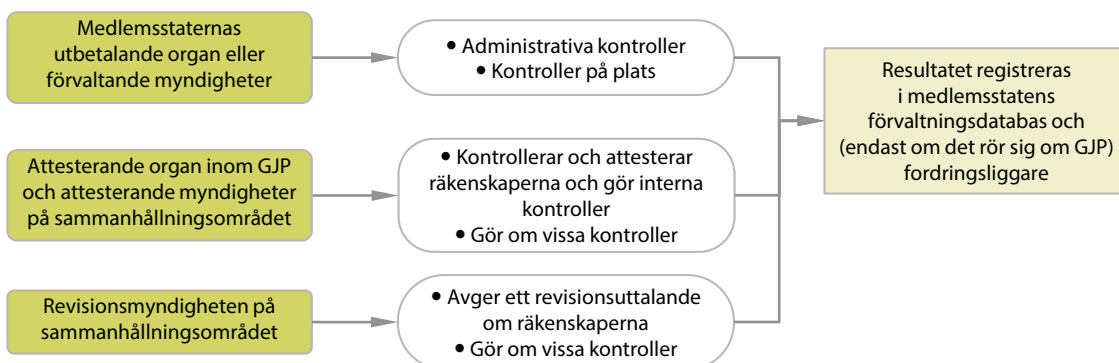 Medlemsstaternas
utbetalande organ eller
förvaltande myndigheter
• Administrativa kontroller
• Kontroller på plats
Resultatet registreras
i medlemsstatens
förvaltningsdatabas och
(endast om det rör sig om GJP)
fordringsliggare
Attesterande organ inom GJP
och attesterande myndigheter
på sammanhållningsområdet
• Kontrollerar och attesterar
räkenskaperna och gör interna
kontroller
• Gör om vissa kontroller
Revisionsmyndigheten på
sammanhållningsområdet
• Avger ett revisionsuttalande
om räkenskaperna
• Gör om vissa kontroller